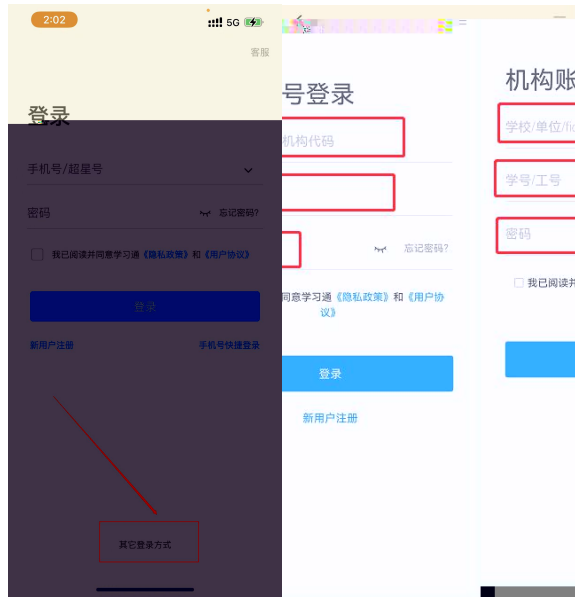 2:02
5G
客服
登录
手机号/超星号
密码
忘记密码?
我已阅读并同意学习通《隐私政策》和《用户协议》
登录
新用户注册
手机号快捷登录
其它登录方式
号登录
机构代码
忘记密码?
同意学习通《隐私政策》和《用户协
议》
登录
新用户注册
机构账
学校/单位/fid
学号/工号
密码
我已阅读并